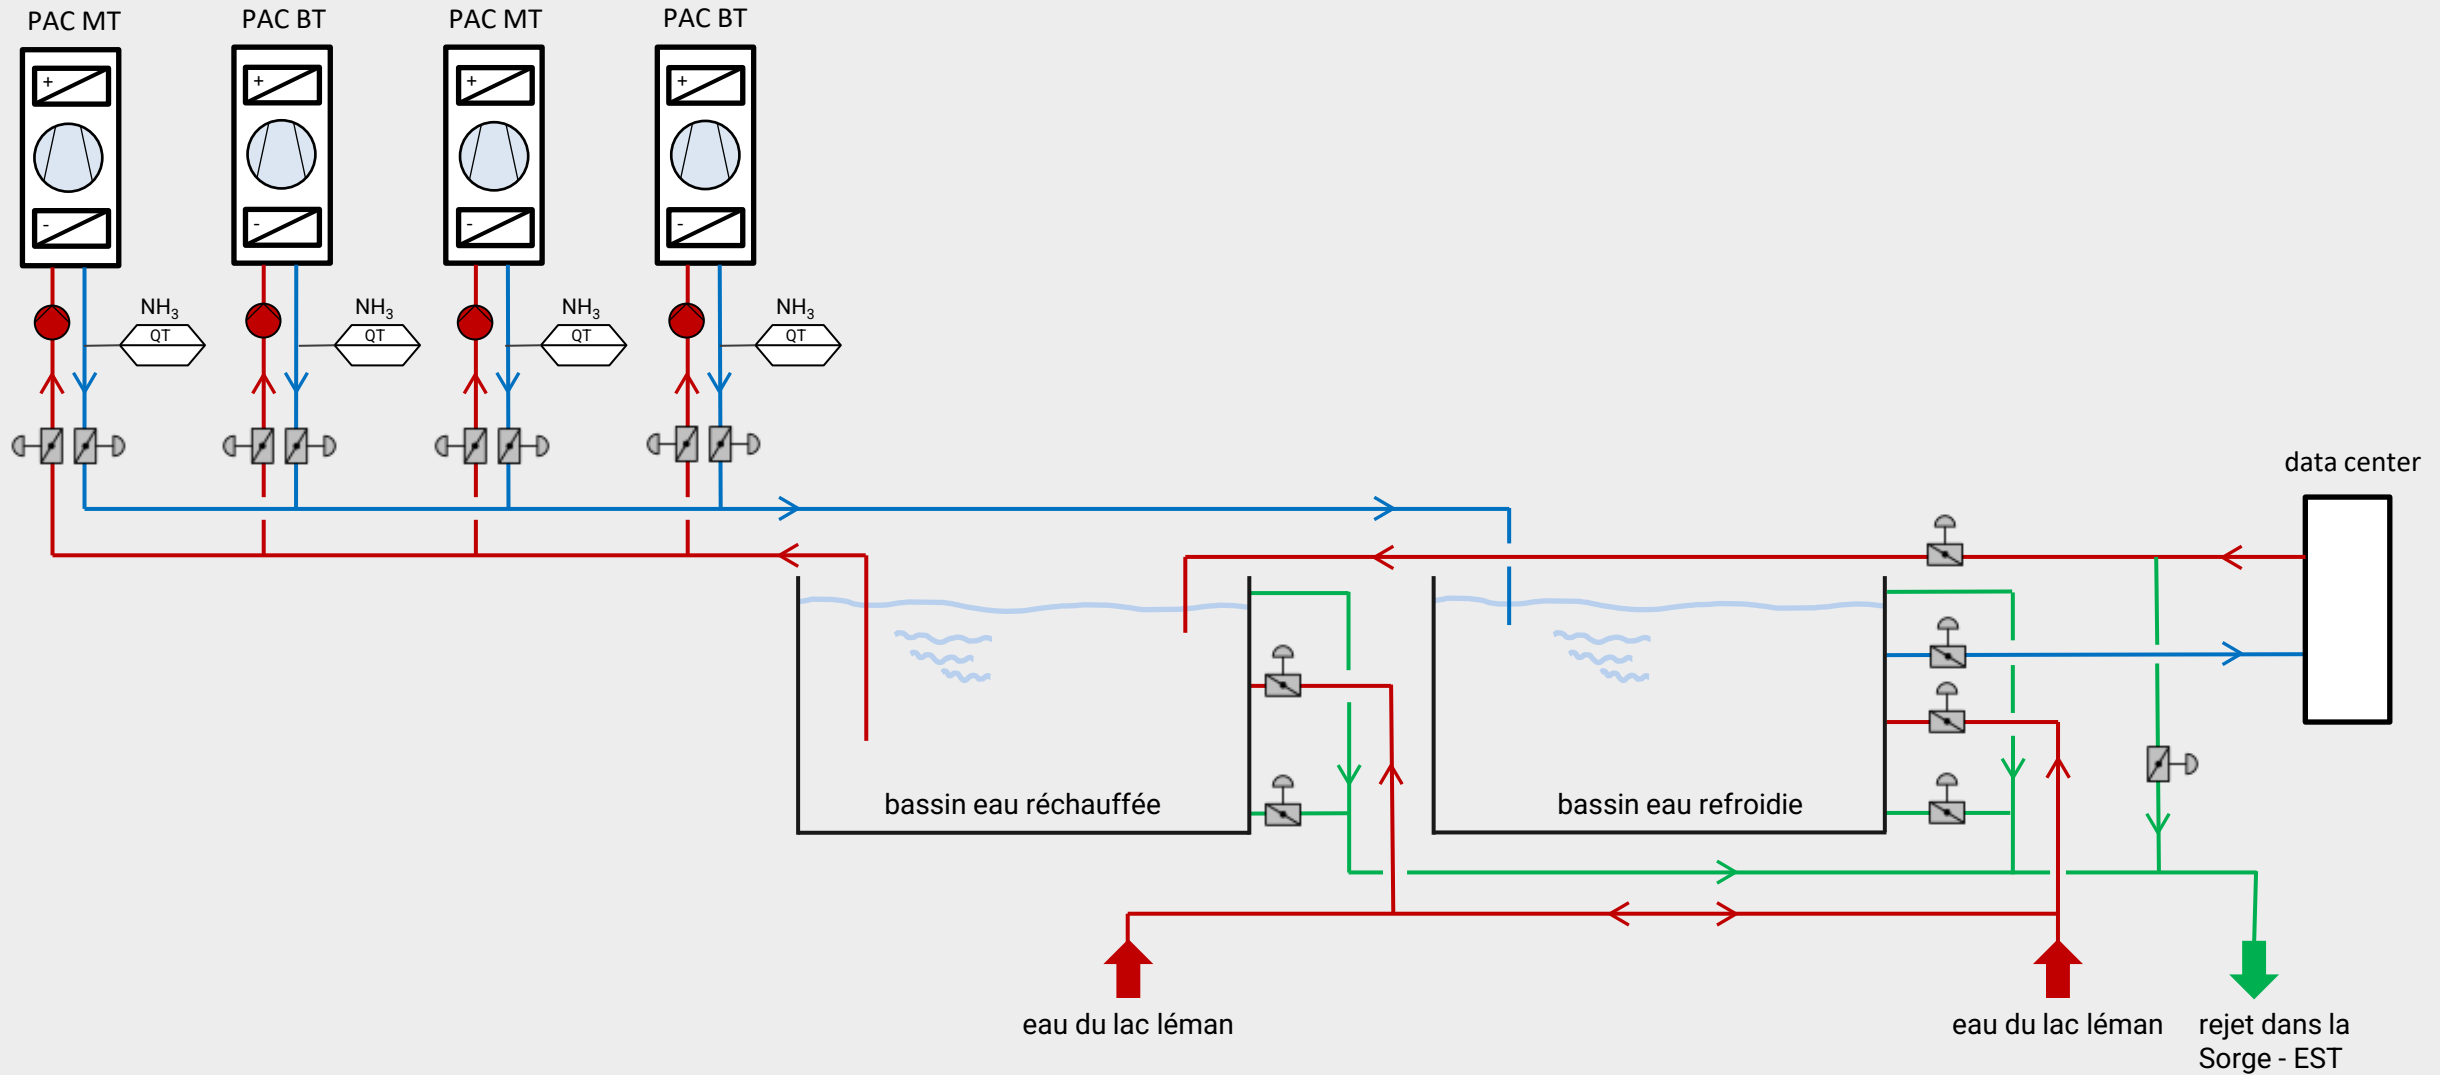 PAC MT
PAC BT
PAC MT
PAC BT
+
+
+
+
-
-
-
-
NH₃
NH₃
NH₃
NH₃
QT
QT
QT
QT
data center
bassin eau réchauffée
bassin eau refroidie
eau du lac léman
eau du lac léman
rejet dans la
Sorge - EST